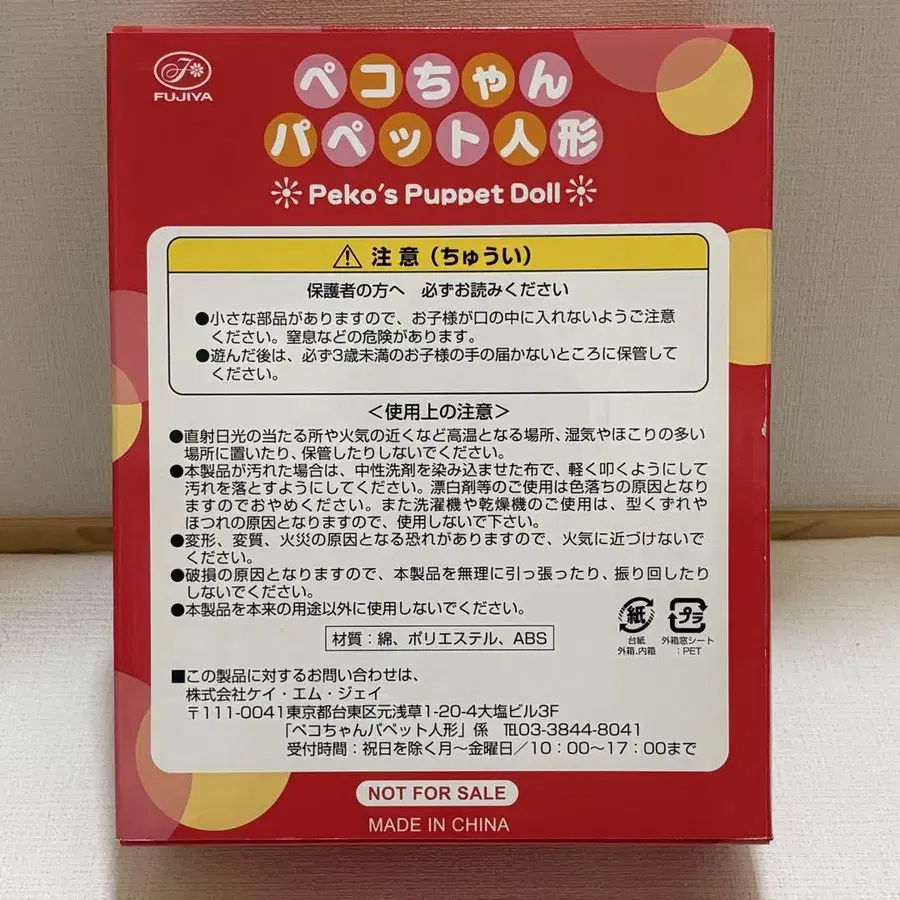 FUJIYA
ペコちゃん
パペット人形
Peko's Puppet Doll
注意（ちゅうい）
保護者の方へ 必ずお読みください
●小さな部品がありますので、お子様が口の中に入れないようご注意
ください。窒息などの危険があります。
●遊んだ後は、必ず3歳未満のお子様の手の届かないところに保管して
ください。
＜使用上の注意＞
●直射日光の当たる所や火気の近くなど高温となる場所、湿気やほこりの多い
場所に置いたり、保管したりしないでください。
●本製品が汚れた場合は、中性洗剤を染み込ませた布で、軽く叩くようにして
汚れを落とすようにしてください。漂白剤等のご使用は色落ちの原因となり
ますのでおやめください。また洗濯機や乾燥機のご使用は、型くずれや
ほつれの原因となりますので、使用しないで下さい。
●変形、変質、火災の原因となる恐れがありますので、火気に近づけないで
ください。
●破損の原因となりますので、本製品を無理に引っ張ったり、振り回したり
しないでください。
●本製品を本来の用途以外に使用しないでください。
紙
台紙
外箱、内箱
プラ
外箱窓シート
：PET
材質：綿、ポリエステル、ABS
■この製品に対するお問い合わせは、
株式会社ケイ・エム・ジェイ
〒111-0041東京都台東区元浅草1-20-4大塩ビル3F
「ペコちゃんパペット人形」係 ℡03-3844-8041
受付時間：祝日を除く月～金曜日／10：00～17：00まで
NOT FOR SALE
MADE IN CHINA